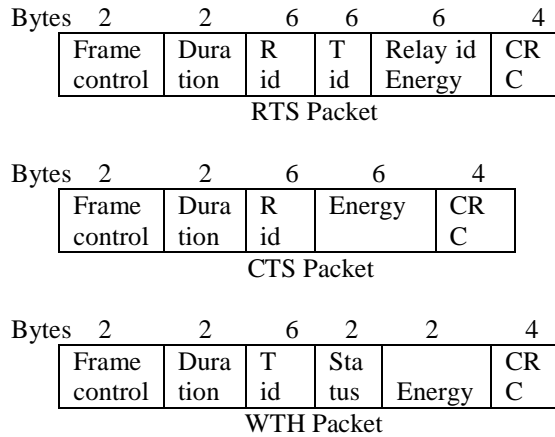 Bytes 2 2 6 6 6 4
Frame Dura R T Relay id CR
control tion id id Energy C
RTS Packet
Bytes 2 2 6 6 4
Frame Dura R Energy CR
control tion id C
CTS Packet
Bytes 2 2 6 2 2 4
Frame Dura T Sta CR
control tion id tus Energy C
WTH Packet